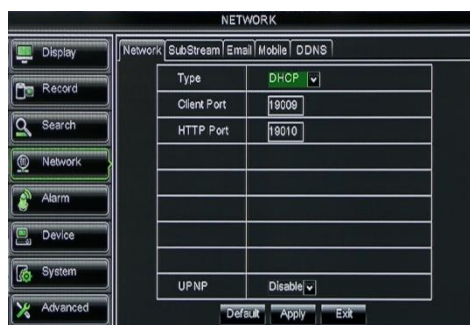 NETWORK
Display
Record
Search
Network
Alarm
Device
System
Advanced
Network SubStream Email Mobile DDNS
Type DHCP
Client Port 19009
HTTP Port 19010
UPNP Disable
Default Apply Exit